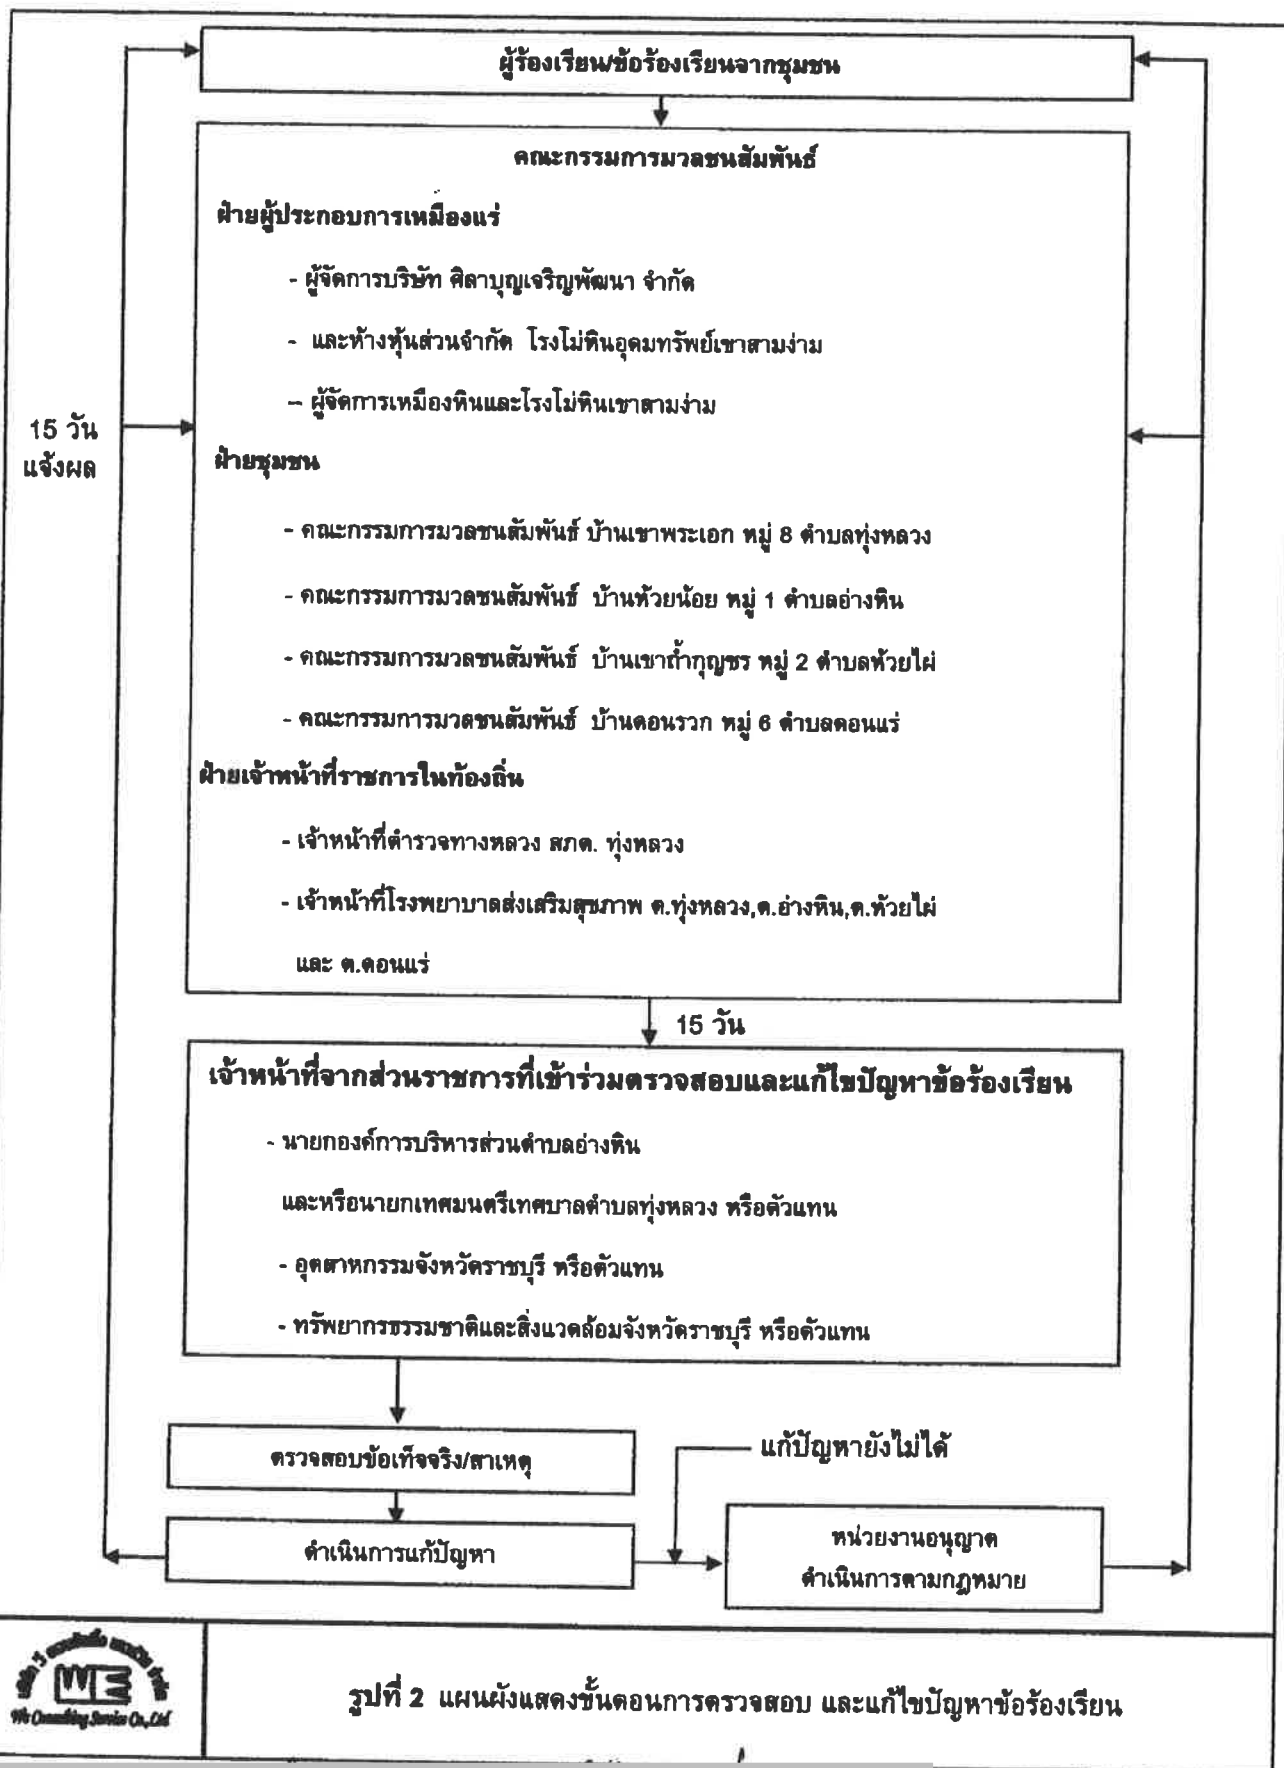 ผู้ร้องเรียน/ข้อร้องเรียนจากชุมชน
คณะกรรมการมวลชนสัมพันธ์
ฝ่ายผู้ประกอบการเหมืองแร่
- ผู้จัดการบริษัท ศิลาบุญเจริญพัฒนา จำกัด
- และห้างหุ้นส่วนจำกัด โรงโม่หินอุดมทรัพย์เขาสามง่าม
– ผู้จัดการเหมืองหินและโรงโม่หินเขาสามง่าม
15 วัน
แจ้งผล
ฝ่ายชุมชน
- คณะกรรมการมวลชนสัมพันธ์ บ้านเขาพระเอก หมู่ 8 ตำบลทุ่งหลวง
- คณะกรรมการมวลชนสัมพันธ์ บ้านห้วยน้อย หมู่ 1 ตำบลอ่างหิน
- คณะกรรมการมวลชนสัมพันธ์ บ้านเขาถ้ำกุญชร หมู่ 2 ตำบลห้วยไผ่
- คณะกรรมการมวลชนสัมพันธ์ บ้านดอนรวก หมู่ 6 ตำบลดอนแร่
ฝ่ายเจ้าหน้าที่ราชการในท้องถิ่น
- เจ้าหน้าที่ตำรวจทางหลวง สภต. ทุ่งหลวง
- เจ้าหน้าที่โรงพยาบาลส่งเสริมสุขภาพ ต.ทุ่งหลวง,ต.อ่างหิน,ต.ห้วยไผ่
และ ต.ดอนแร่
15 วัน
เจ้าหน้าที่จากส่วนราชการที่เข้าร่วมตรวจสอบและแก้ไขปัญหาข้อร้องเรียน
- นายกองค์การบริหารส่วนตำบลอ่างหิน
และหรือนายกเทศมนตรีเทศบาลตำบลทุ่งหลวง หรือตัวแทน
- อุตสาหกรรมจังหวัดราชบุรี หรือตัวแทน
- ทรัพยากรธรรมชาติและสิ่งแวดล้อมจังหวัดราชบุรี หรือตัวแทน
ตรวจสอบข้อเท็จจริง/สาเหตุ
แก้ปัญหายังไม่ได้
ดำเนินการแก้ปัญหา
หน่วยงานอนุญาต
ดำเนินการตามกฎหมาย
WE
We Consulting Service Co.,Ltd
รูปที่ 2 แผนผังแสดงขั้นตอนการตรวจสอบ และแก้ไขปัญหาข้อร้องเรียน